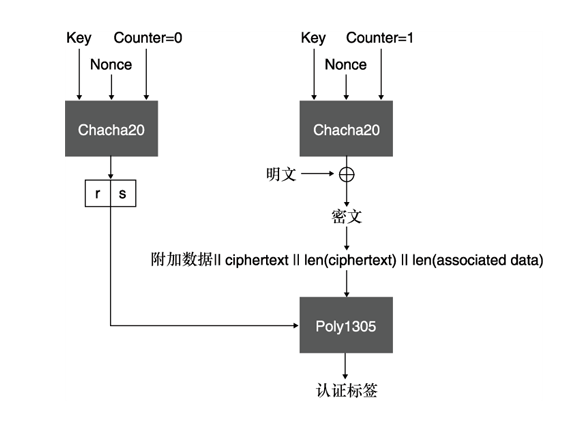 Key Counter=0
Nonce
Chacha20
r s
Key Counter=1
Nonce
Chacha20
明文
密文
附加数据|| ciphertext || len(ciphertext) || len(associated data)
Poly1305
认证标签